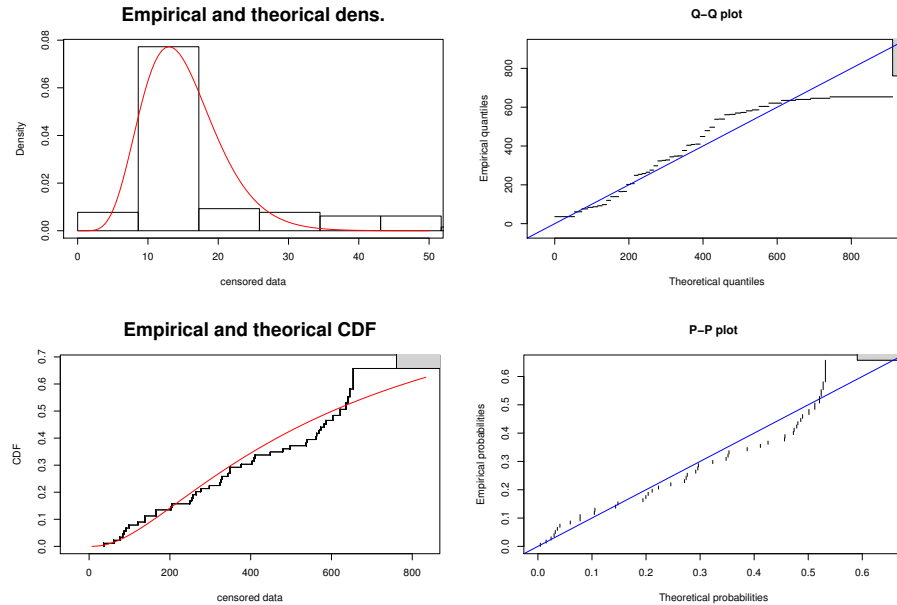 Empirical and theorical dens.
Density
0.00 0.02 0.04 0.06 0.08
0 10 20 30 40 50
censored data
Q−Q plot
Empirical quantiles
0 200 400 600 800
0 200 400 600 800
Theoretical quantiles
Empirical and theorical CDF
CDF
0.0 0.1 0.2 0.3 0.4 0.5 0.6 0.7
0 200 400 600 800
censored data
P−P plot
Empirical probabilities
0.0 0.1 0.2 0.3 0.4 0.5 0.6
0.0 0.1 0.2 0.3 0.4 0.5 0.6
Theoretical probabilities